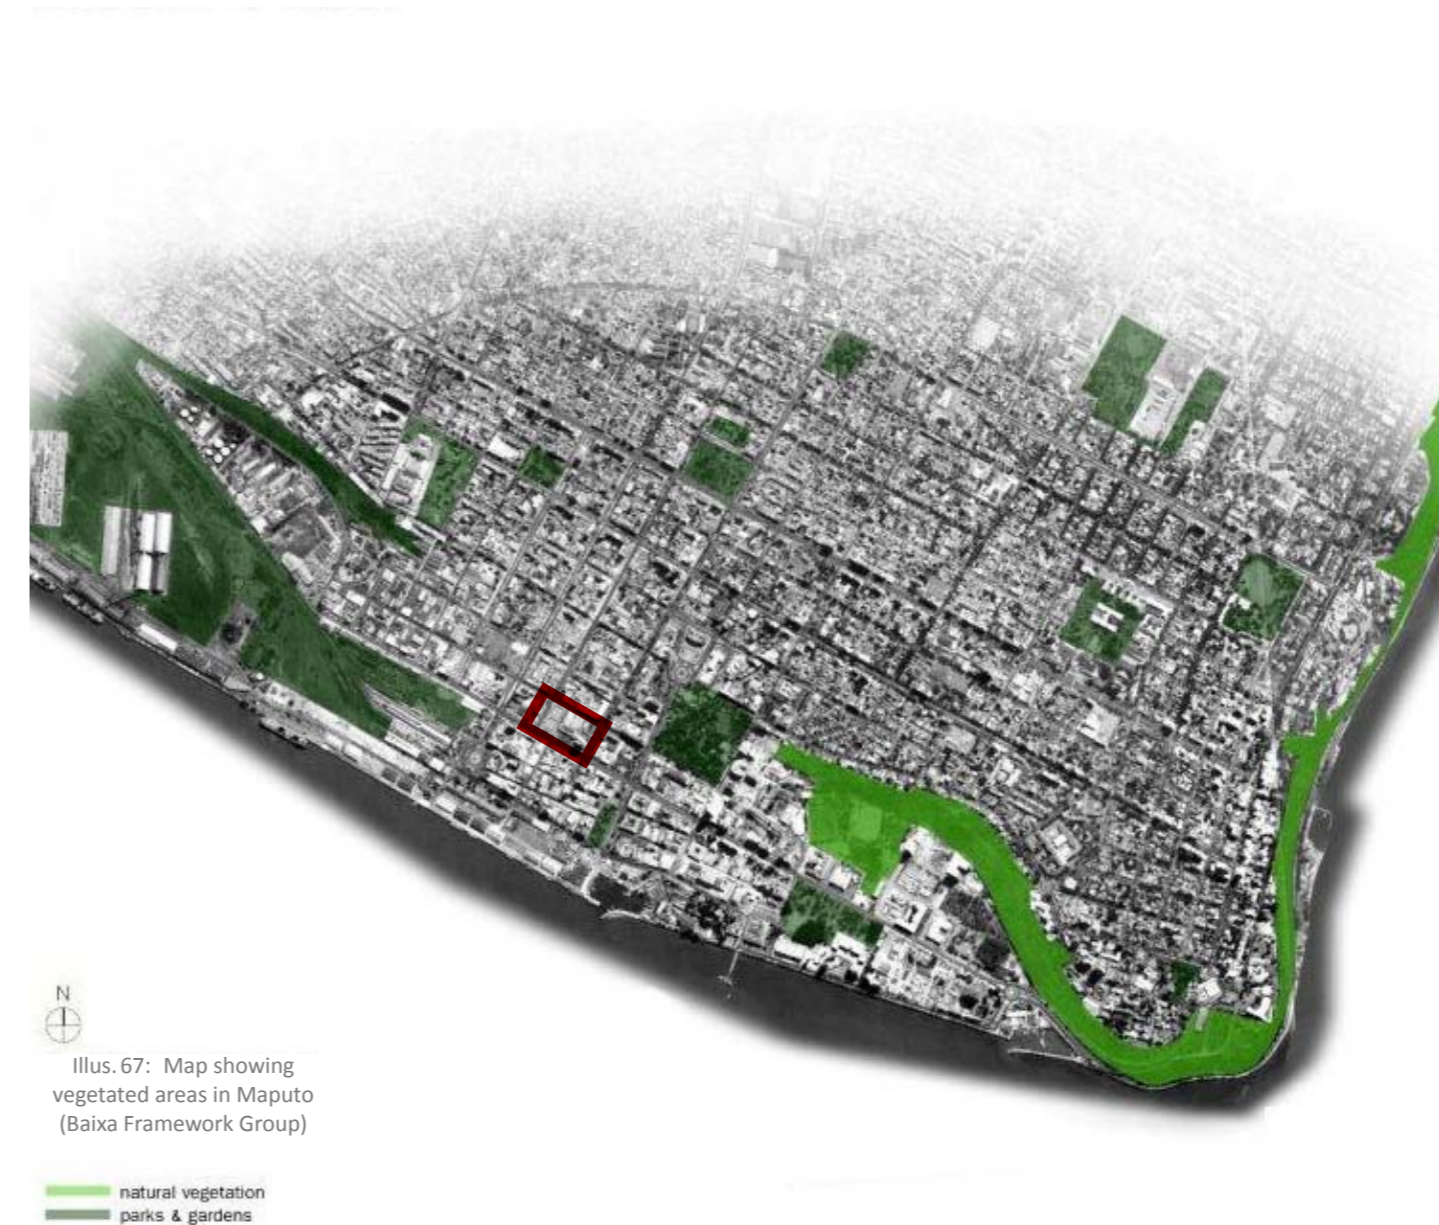 N
Illus. 67: Map showing
vegetated areas in Maputo
(Baixa Framework Group)
natural vegetation
parks & gardens